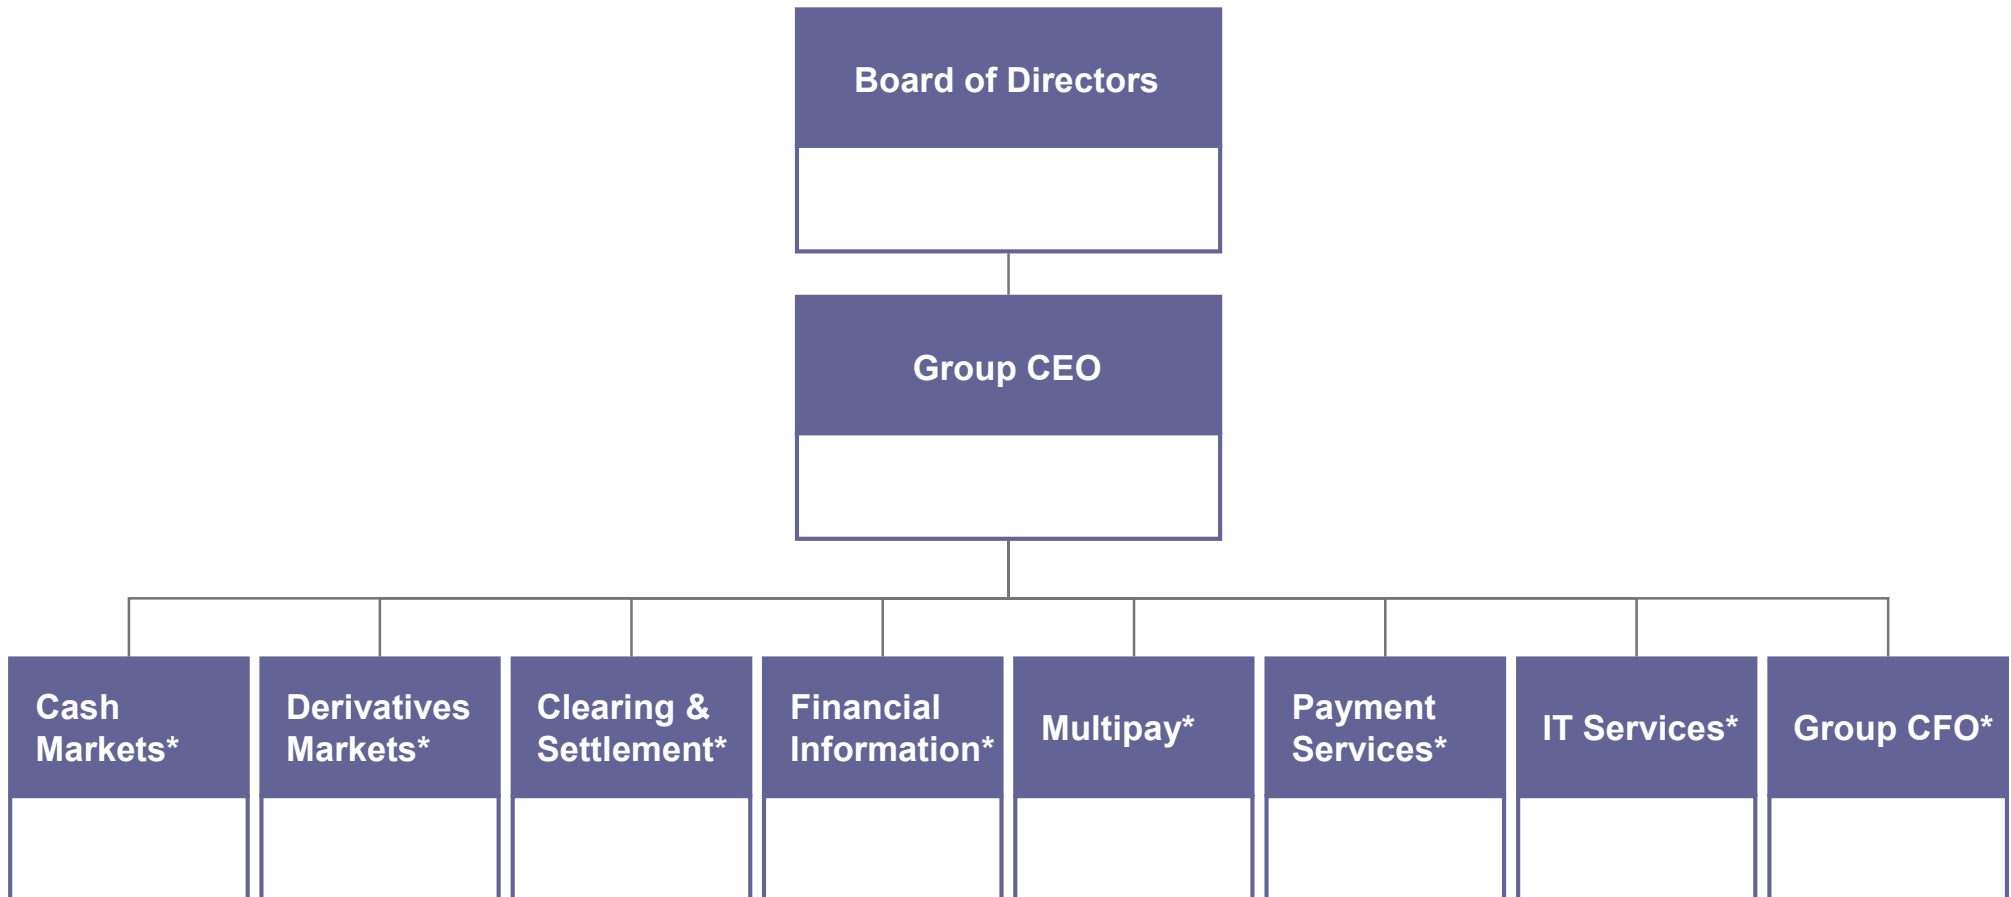 Board of Directors
Group CEO
Cash
Markets*
Derivatives
Markets*
Clearing &
Settlement*
Financial
Information*
Multipay*
Payment
Services*
IT Services*
Group CFO*